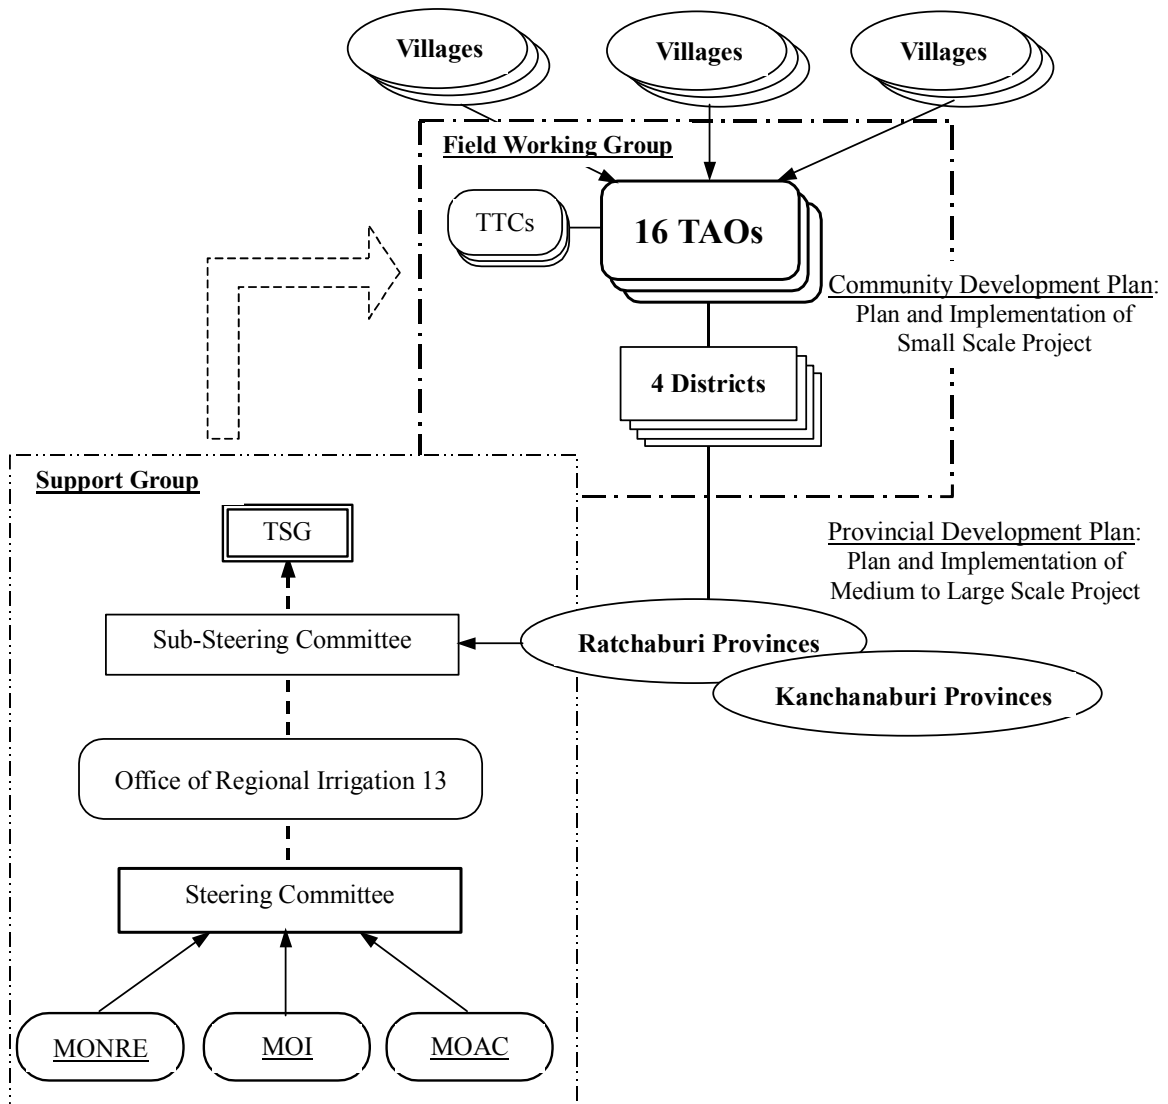 Villages
Villages
Villages
Field Working Group
TTCs
16 TAOs
Community Development Plan:
Plan and Implementation of
Small Scale Project
4 Districts
Support Group
TSG
Provincial Development Plan:
Plan and Implementation of
Medium to Large Scale Project
Sub-Steering Committee
Ratchaburi Provinces
Kanchanaburi Provinces
Office of Regional Irrigation 13
Steering Committee
MONRE
MOI
MOAC